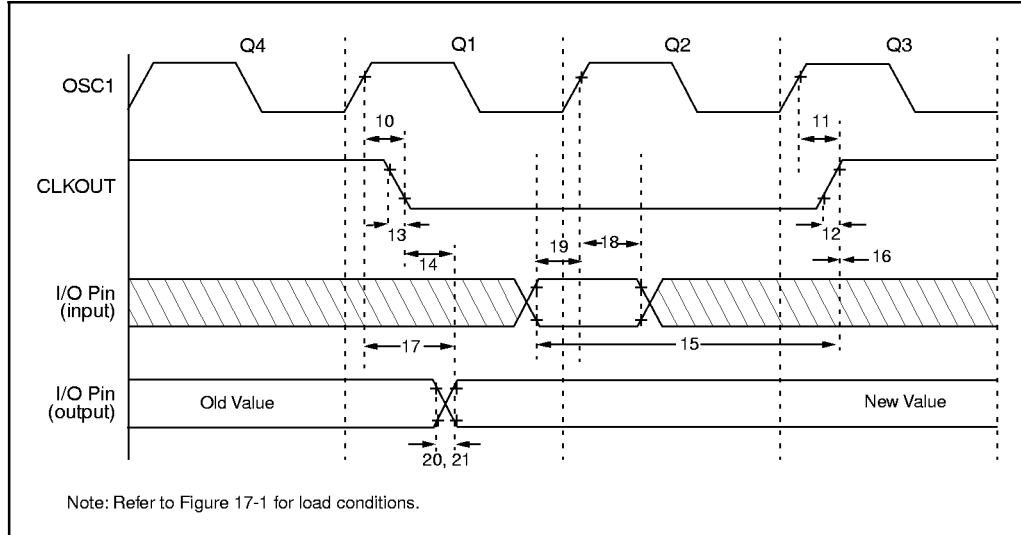 Q4 Q1 Q2 Q3
OSC1
10 11
CLKOUT
13 12
14 19 18 16
I/O Pin
(input)
17 15
I/O Pin
(output)
Old Value New Value
20, 21
Note: Refer to Figure 17-1 for load conditions.